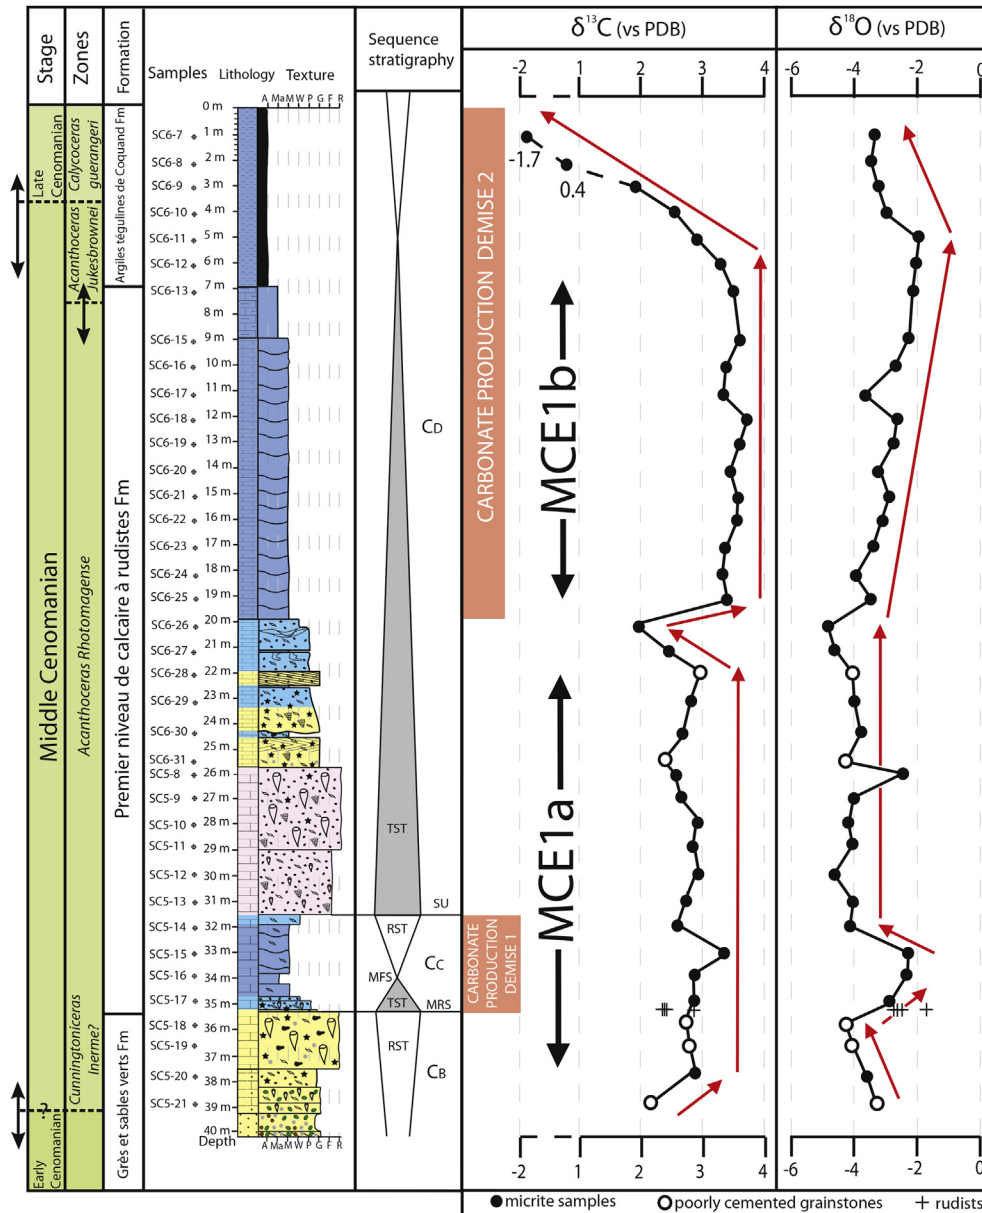 Stage
Zones
Formation
Samples
Lithology
Texture
A Ma M W P G F R
Sequence
stratigraphy
δ¹³C (vs PDB)
δ¹⁸O (vs PDB)
-2 1 2 3 4
-6 -4 -2 0
Late
Cenomanian
Middle Cenomanian
Early
Cenomanian
?
Calycoceras
guerangeri
Acanthoceras
Jukesbrownei
Acanthoceras Rhotomagense
Cunningtoniceras
Inerme?
Argiles tégulines de Coquand Fm
Premier niveau de calcaire à rudistes Fm
Grès et sables verts Fm
0 m
SC6-7 1 m
SC6-8 2 m
SC6-9 3 m
SC6-10 4 m
SC6-11 5 m
SC6-12 6 m
7 m
SC6-13
8 m
SC6-15 9 m
SC6-16 10 m
SC6-17 11 m
SC6-18 12 m
SC6-19 13 m
SC6-20 14 m
SC6-21 15 m
SC6-22 16 m
SC6-23 17 m
SC6-24 18 m
SC6-25 19 m
SC6-26 20 m
SC6-27 21 m
SC6-28 22 m
SC6-29 23 m
24 m
SC6-30
25 m
SC6-31
SC5-8 26 m
SC5-9 27 m
SC5-10 28 m
SC5-11 29 m
SC5-12 30 m
SC5-13 31 m
SC5-14 32 m
SC5-15 33 m
SC5-16 34 m
SC5-17 35 m
SC5-18 36 m
SC5-19
37 m
SC5-20 38 m
SC5-21 39 m
40 m
Depth
A Ma M W P G F R
CD
TST
SU
RST
CC
MFS
TST
MRS
RST
CB
CARBONATE PRODUCTION DEMISE 2
CARBONATE
PRODUCTION
DEMISE 1
MCE1b
MCE1a
-1.7
0.4
-2 0 1 2 3 4
-6 -4 -2 0
micrite samples
poorly cemented grainstones
rudists